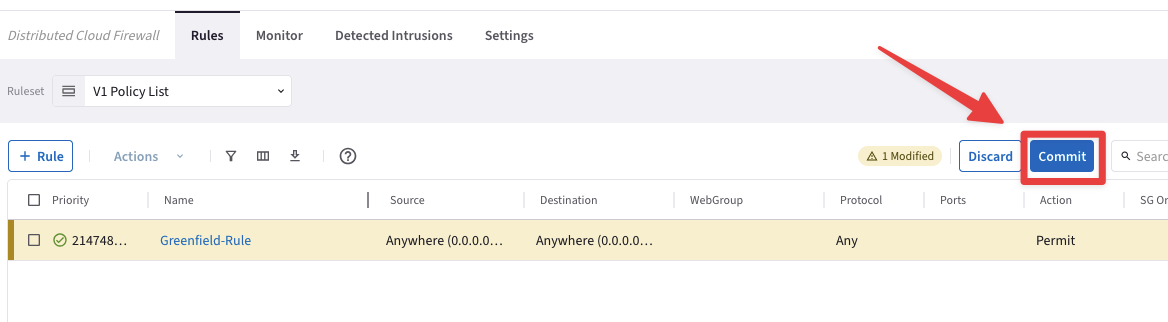 Distributed Cloud Firewall Rules Monitor Detected Intrusions Settings
Ruleset V1 Policy List
+ Rule Actions 1 Modified Discard Commit Searc
Priority Name Source Destination WebGroup Protocol Ports Action SG Or
214748... Greenfield-Rule Anywhere (0.0.0.0... Anywhere (0.0.0.0... Any Permit